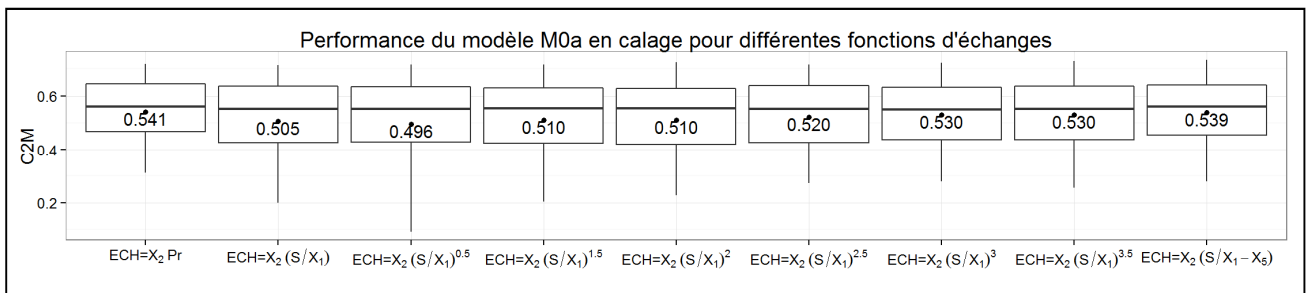 Performance du modèle M0a en calage pour différentes fonctions d'échanges
C2M
0.6
0.4
0.2
0.541 0.505 0.496 0.510 0.510 0.520 0.530 0.530 0.539
ECH=X₂ Pr ECH=X₂ (S/X₁) ECH=X₂ (S/X₁)^0.5 ECH=X₂ (S/X₁)^1.5 ECH=X₂ (S/X₁)^2 ECH=X₂ (S/X₁)^2.5 ECH=X₂ (S/X₁)^3 ECH=X₂ (S/X₁)^3.5 ECH=X₂ (S/X₁−X₅)